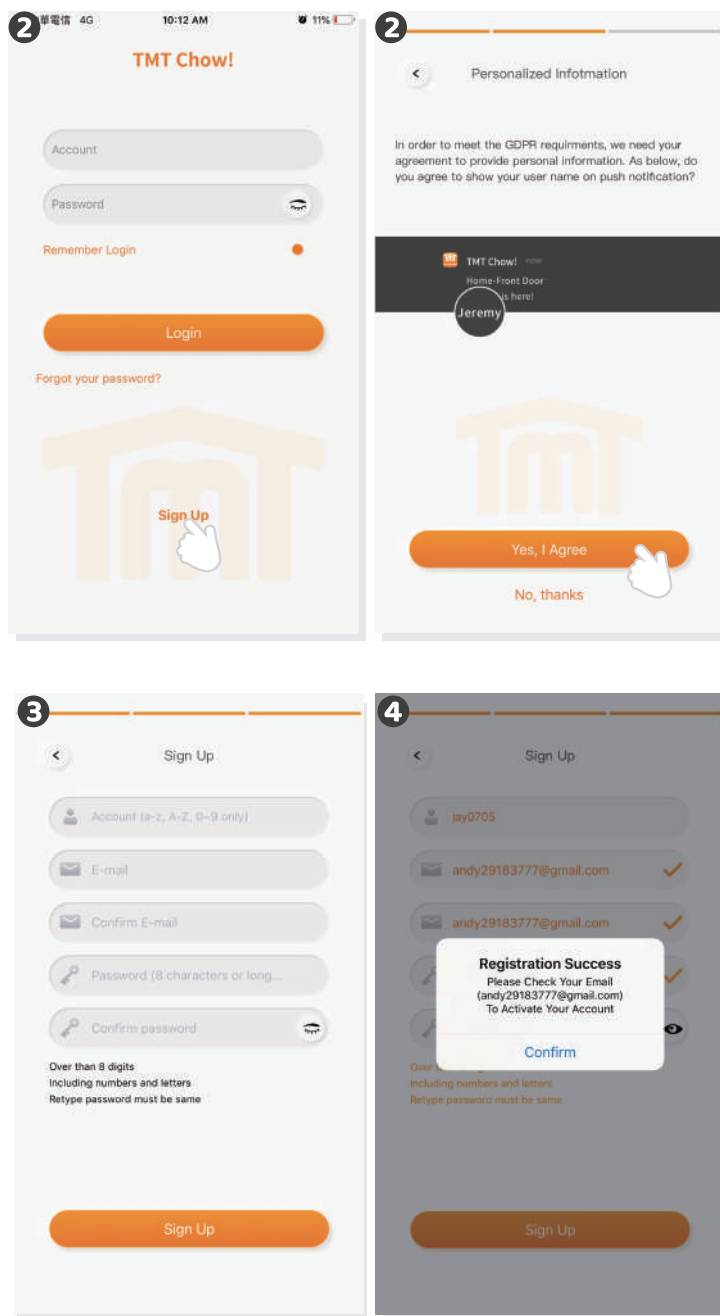 2
華電信 4G 10:12 AM 11%
TMT Chow!
Account
Password
Remember Login
Login
Forgot your password?
Sign Up
2
Personalized Infotmation
In order to meet the GDPR requirments, we need your
agreement to provide personal information. As below, do
you agree to show your user name on push notification?
TMT Chow! now
Home-Front Door
is here!
Jeremy
Yes, I Agree
No, thanks
3
Sign Up
Account (a-z, A-Z, 0-9 only)
E-mail
Confirm E-mail
Password (8 characters or long...
Confirm password
Over than 8 digits
Including numbers and letters
Retype password must be same
Sign Up
4
Sign Up
jay0705
andy29183777@gmail.com
andy29183777@gmail.com
Registration Success
Please Check Your Email
(andy29183777@gmail.com)
To Activate Your Account
Confirm
Over
Including numbers and letters
Retype password must be same
Sign Up